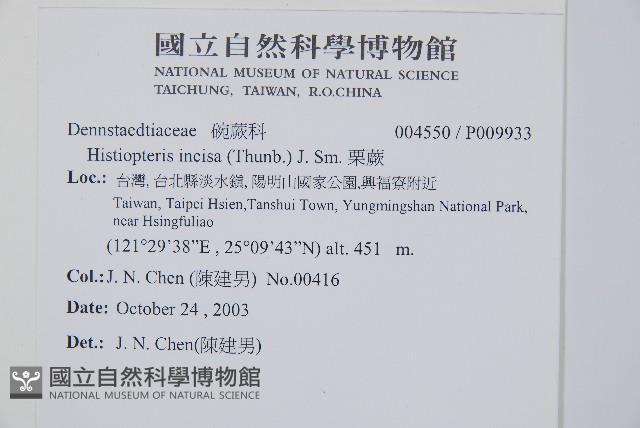 國立自然科學博物館
NATIONAL MUSEUM OF NATURAL SCIENCE
TAICHUNG, TAIWAN, R.O.CHINA
Dennstaedtiaceae 碗蕨科 004550 / P009933
Histiopteris incisa (Thunb.) J. Sm. 栗蕨
Loc.: 台灣, 台北縣淡水鎮, 陽明山國家公園,興福寮附近
Taiwan, Taipei Hsien,Tanshui Town, Yungmingshan National Park,
near Hsingfuliao
(121°29'38”E , 25°09'43”N) alt. 451 m.
Col.: J. N. Chen (陳建男) No.00416
Date: October 24 , 2003
Det.: J. N. Chen(陳建男)
國立自然科學博物館
NATIONAL MUSEUM OF NATURAL SCIENCE